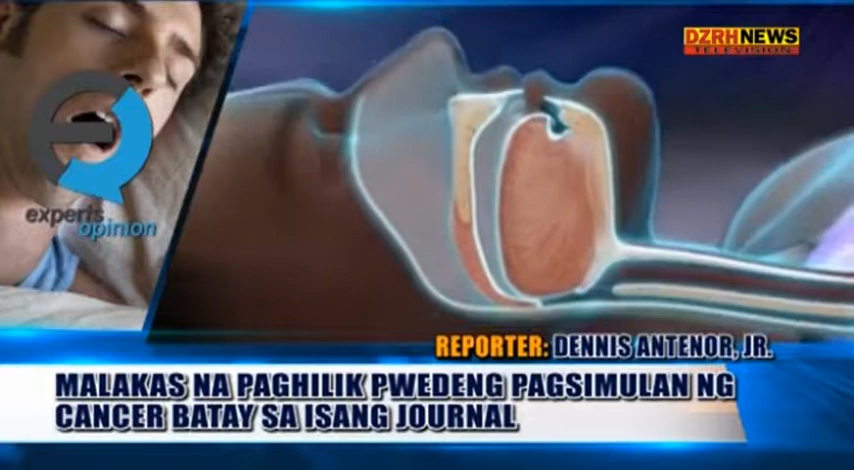 DZRH NEWS
TELEVISION
experts
opinion
REPORTER: DENNIS ANTENOR, JR.
MALAKAS NA PAGHILIK PWEDENG PAGSIMULAN NG
CANCER BATAY SA ISANG JOURNAL